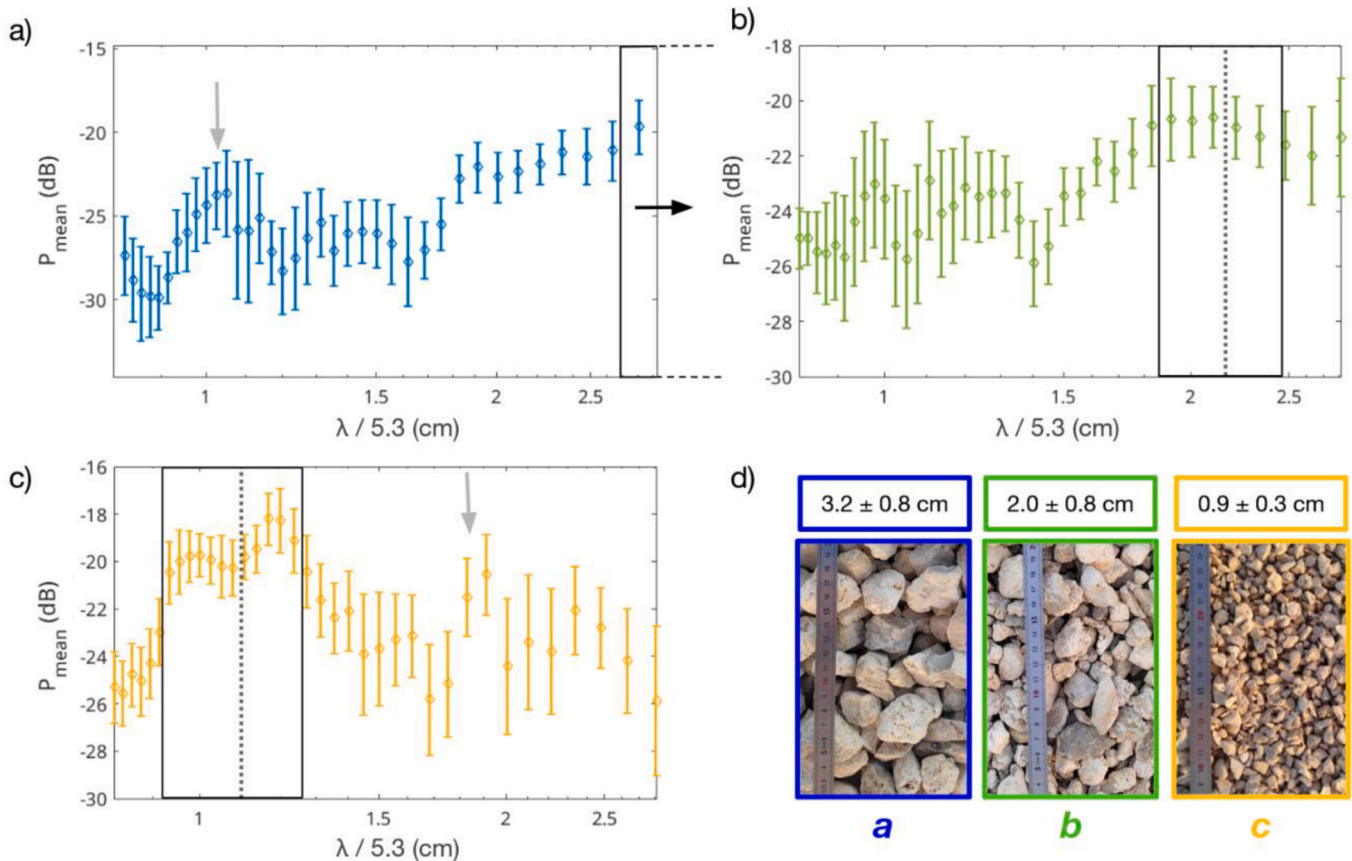 a)
-15
-20
-25
-30
P_mean (dB)
1
1.5
2
2.5
λ / 5.3 (cm)
b)
-18
-20
-22
-24
-26
-28
-30
P_mean (dB)
1
1.5
2
2.5
λ / 5.3 (cm)
c)
-16
-18
-20
-22
-24
-26
-28
-30
P_mean (dB)
1
1.5
2
2.5
λ / 5.3 (cm)
d)
3.2 ± 0.8 cm
2.0 ± 0.8 cm
0.9 ± 0.3 cm
a
b
c